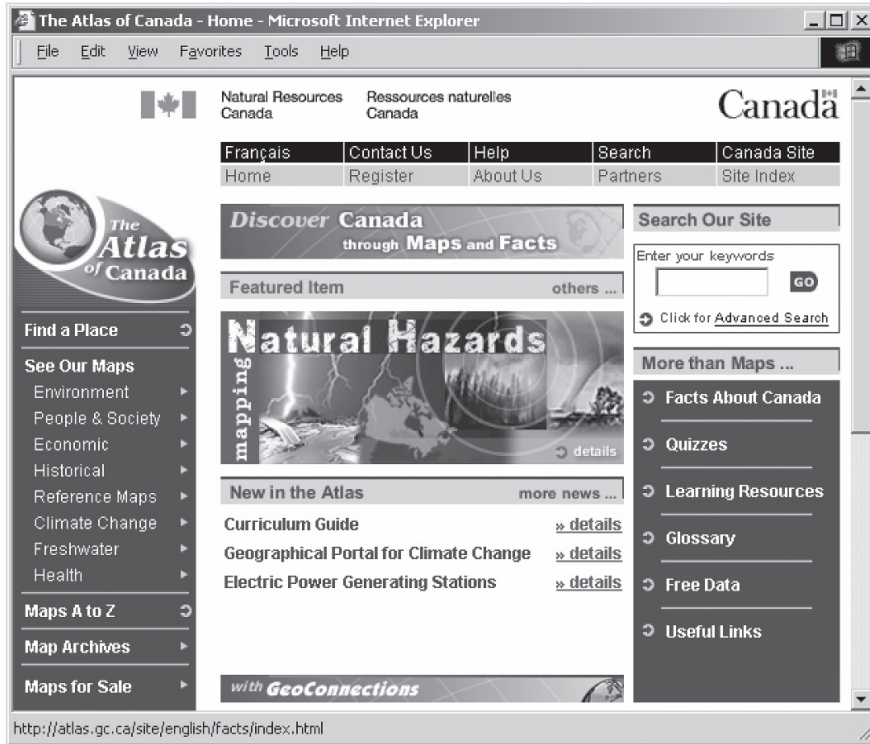 The Atlas of Canada - Home - Microsoft Internet Explorer
File Edit View Favorites Tools Help
Natural Resources Canada
Ressources naturelles Canada
Canada
Français Contact Us Help Search Canada Site
Home Register About Us Partners Site Index
The Atlas of Canada
Find a Place
See Our Maps
Environment
People & Society
Economic
Historical
Reference Maps
Climate Change
Freshwater
Health
Maps A to Z
Map Archives
Maps for Sale
Discover Canada
through Maps and Facts
Featured Item others ...
mapping
Natural Hazards
details
New in the Atlas more news ...
Curriculum Guide » details
Geographical Portal for Climate Change » details
Electric Power Generating Stations » details
with GeoConnections
Search Our Site
Enter your keywords
GO
Click for Advanced Search
More than Maps ...
Facts About Canada
Quizzes
Learning Resources
Glossary
Free Data
Useful Links
http://atlas.gc.ca/site/english/facts/index.html